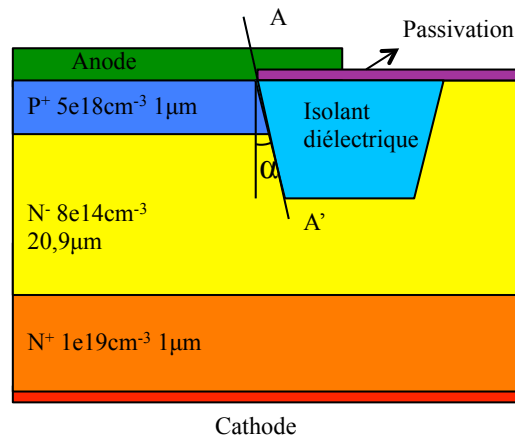 A
Passivation
Anode
P⁺ 5e18cm⁻³ 1μm
Isolant
diélectrique
α
N⁻ 8e14cm⁻³
20,9μm
A'
N⁺ 1e19cm⁻³ 1μm
Cathode